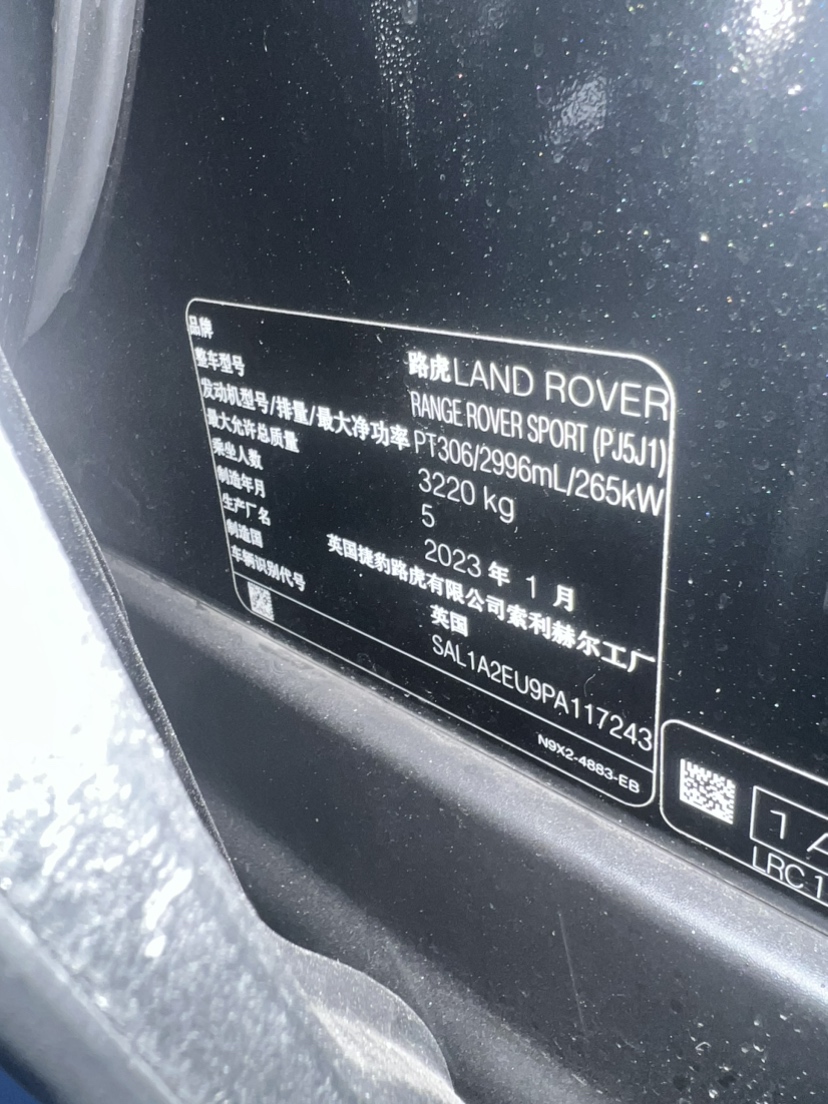 品牌 路虎LAND ROVER
整车型号 RANGE ROVER SPORT (PJ5J1)
发动机型号/排量/最大净功率 PT306/2996mL/265kW
最大允许总质量 3220 kg
乘坐人数 5
制造年月 2023 年 1 月
生产厂名 英国捷豹路虎有限公司索利赫尔工厂
制造国 英国
车辆识别代号 SAL1A2EU9PA117243
N9X2-4883-EB
1 A
LRC 1